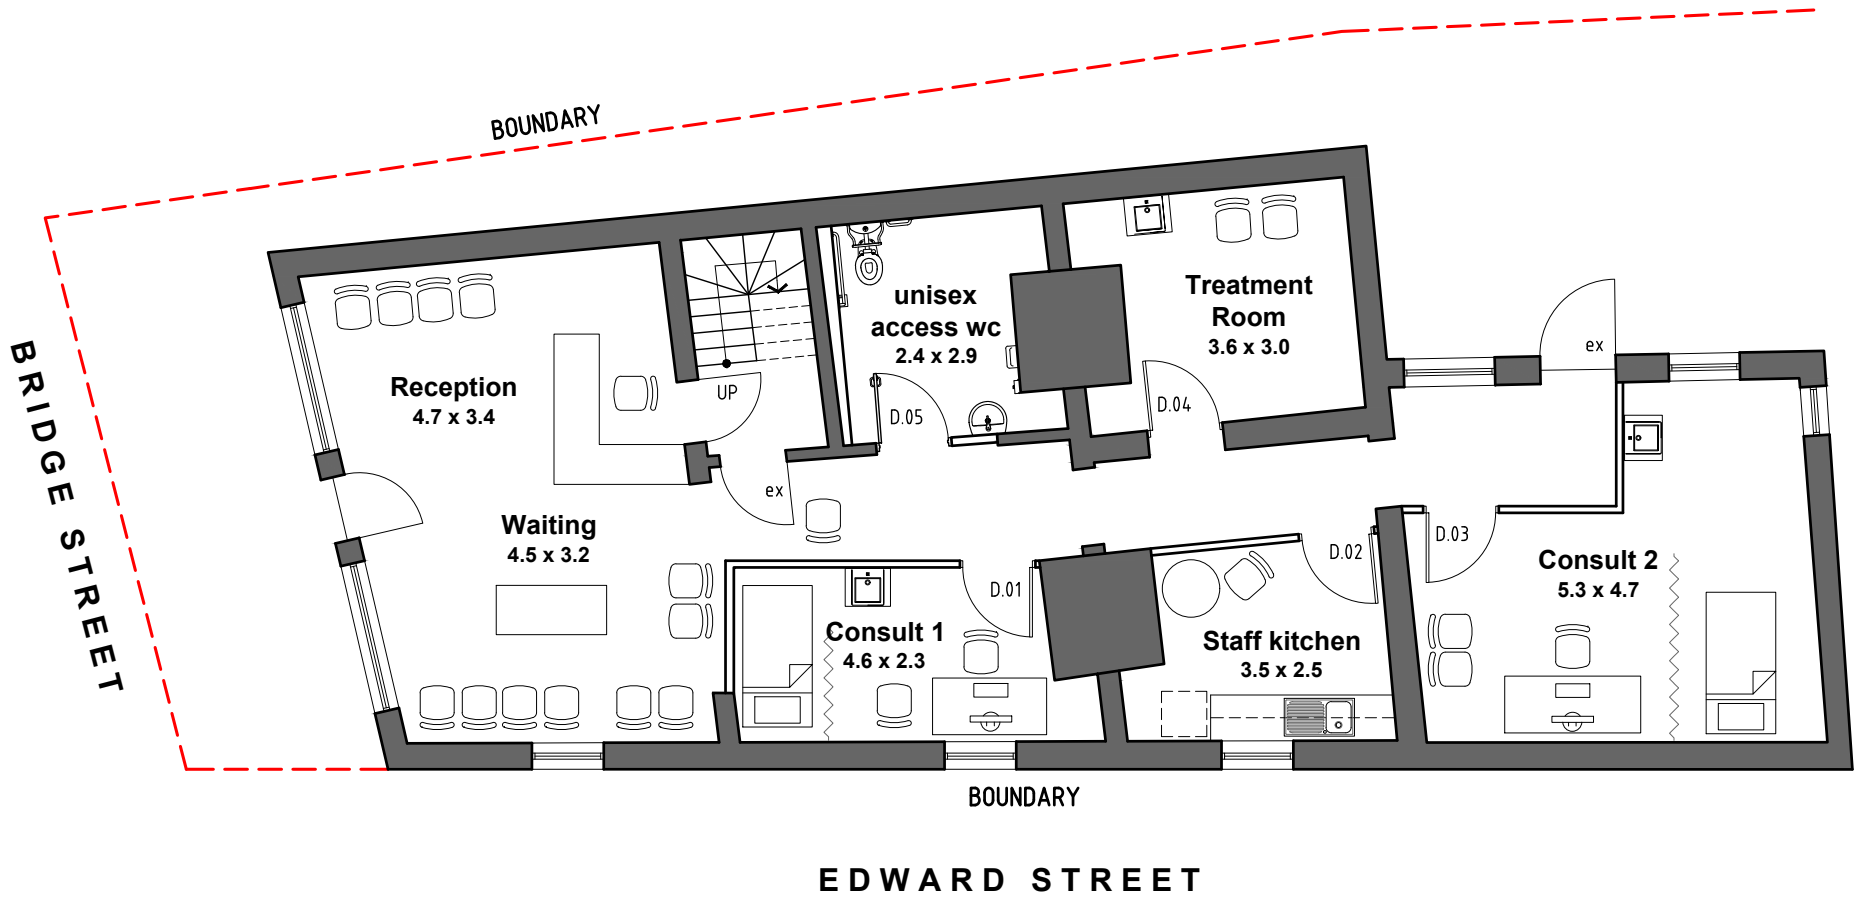 BOUNDARY
BRIDGE STREET
Reception
4.7 x 3.4
UP
unisex
access wc
2.4 x 2.9
D.05
Treatment
Room
3.6 x 3.0
D.04
ex
ex
Waiting
4.5 x 3.2
D.01
Consult 1
4.6 x 2.3
D.02
Staff kitchen
3.5 x 2.5
D.03
Consult 2
5.3 x 4.7
BOUNDARY
EDWARD STREET